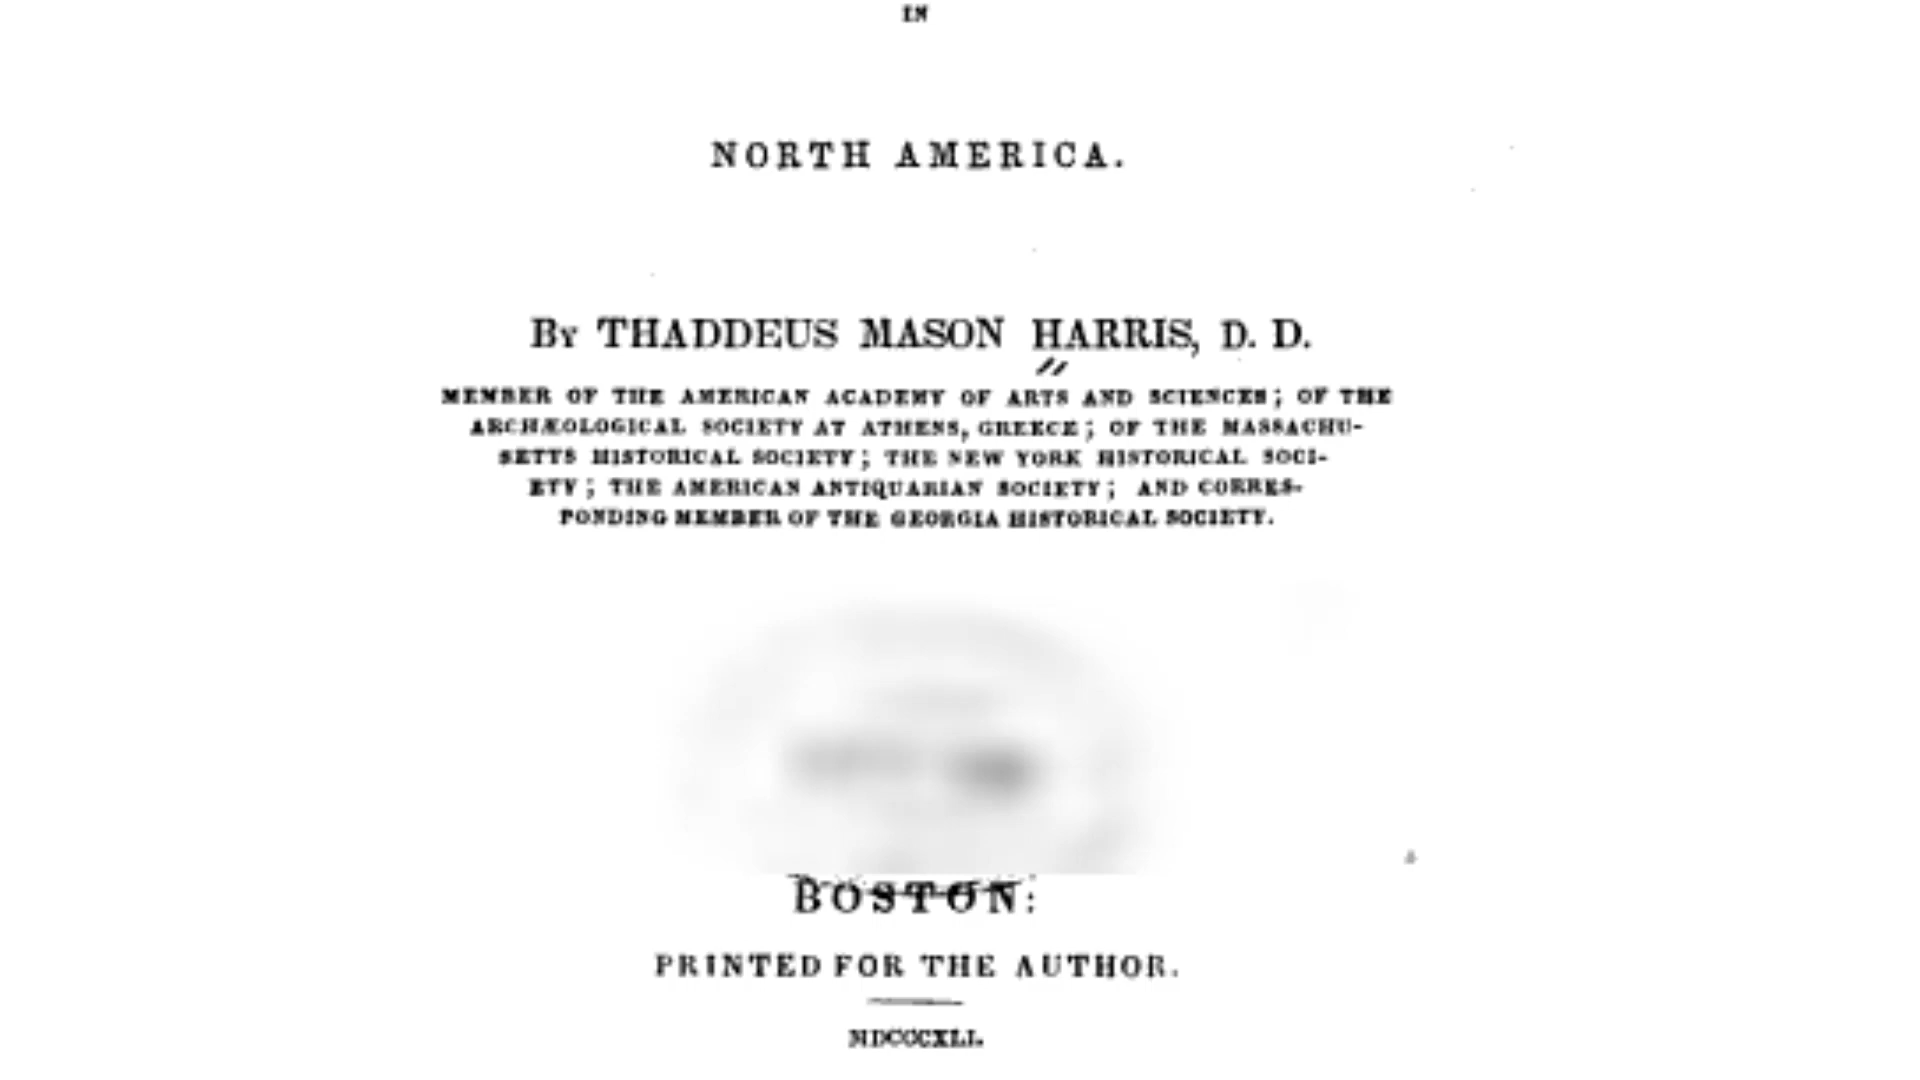 IN
NORTH AMERICA.
BY THADDEUS MASON HARRIS, D. D.
MEMBER OF THE AMERICAN ACADEMY OF ARTS AND SCIENCES; OF THE
ARCHÆOLOGICAL SOCIETY AT ATHENS, GREECE; OF THE MASSACHU-
SETTS HISTORICAL SOCIETY; THE NEW YORK HISTORICAL SOCI-
ETY; THE AMERICAN ANTIQUARIAN SOCIETY; AND CORRES-
PONDING MEMBER OF THE GEORGIA HISTORICAL SOCIETY.
BOSTON:
PRINTED FOR THE AUTHOR.
MDCCCXLI.